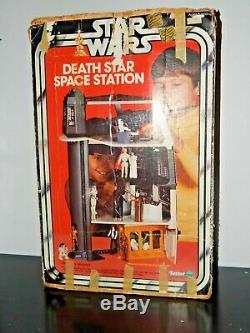 STAR
WARS
DEATH STAR
SPACE STATION
Kenner